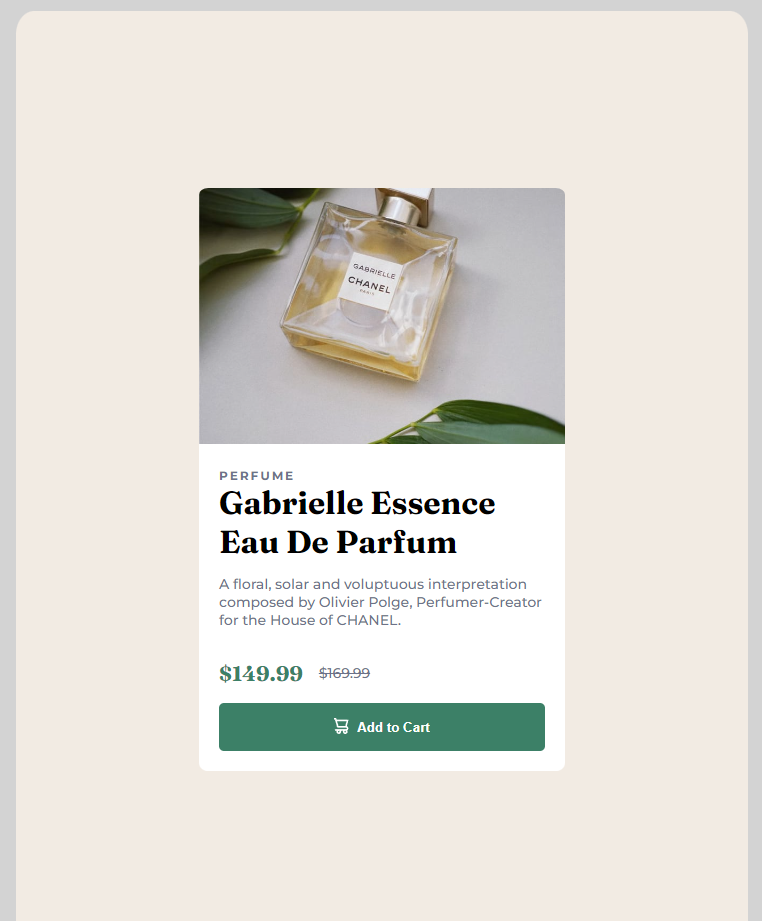 GABRIELLE
CHANEL
PARIS
PERFUME
Gabrielle Essence
Eau De Parfum
A floral, solar and voluptuous interpretation
composed by Olivier Polge, Perfumer-Creator
for the House of CHANEL.
$149.99 $169.99
Add to Cart